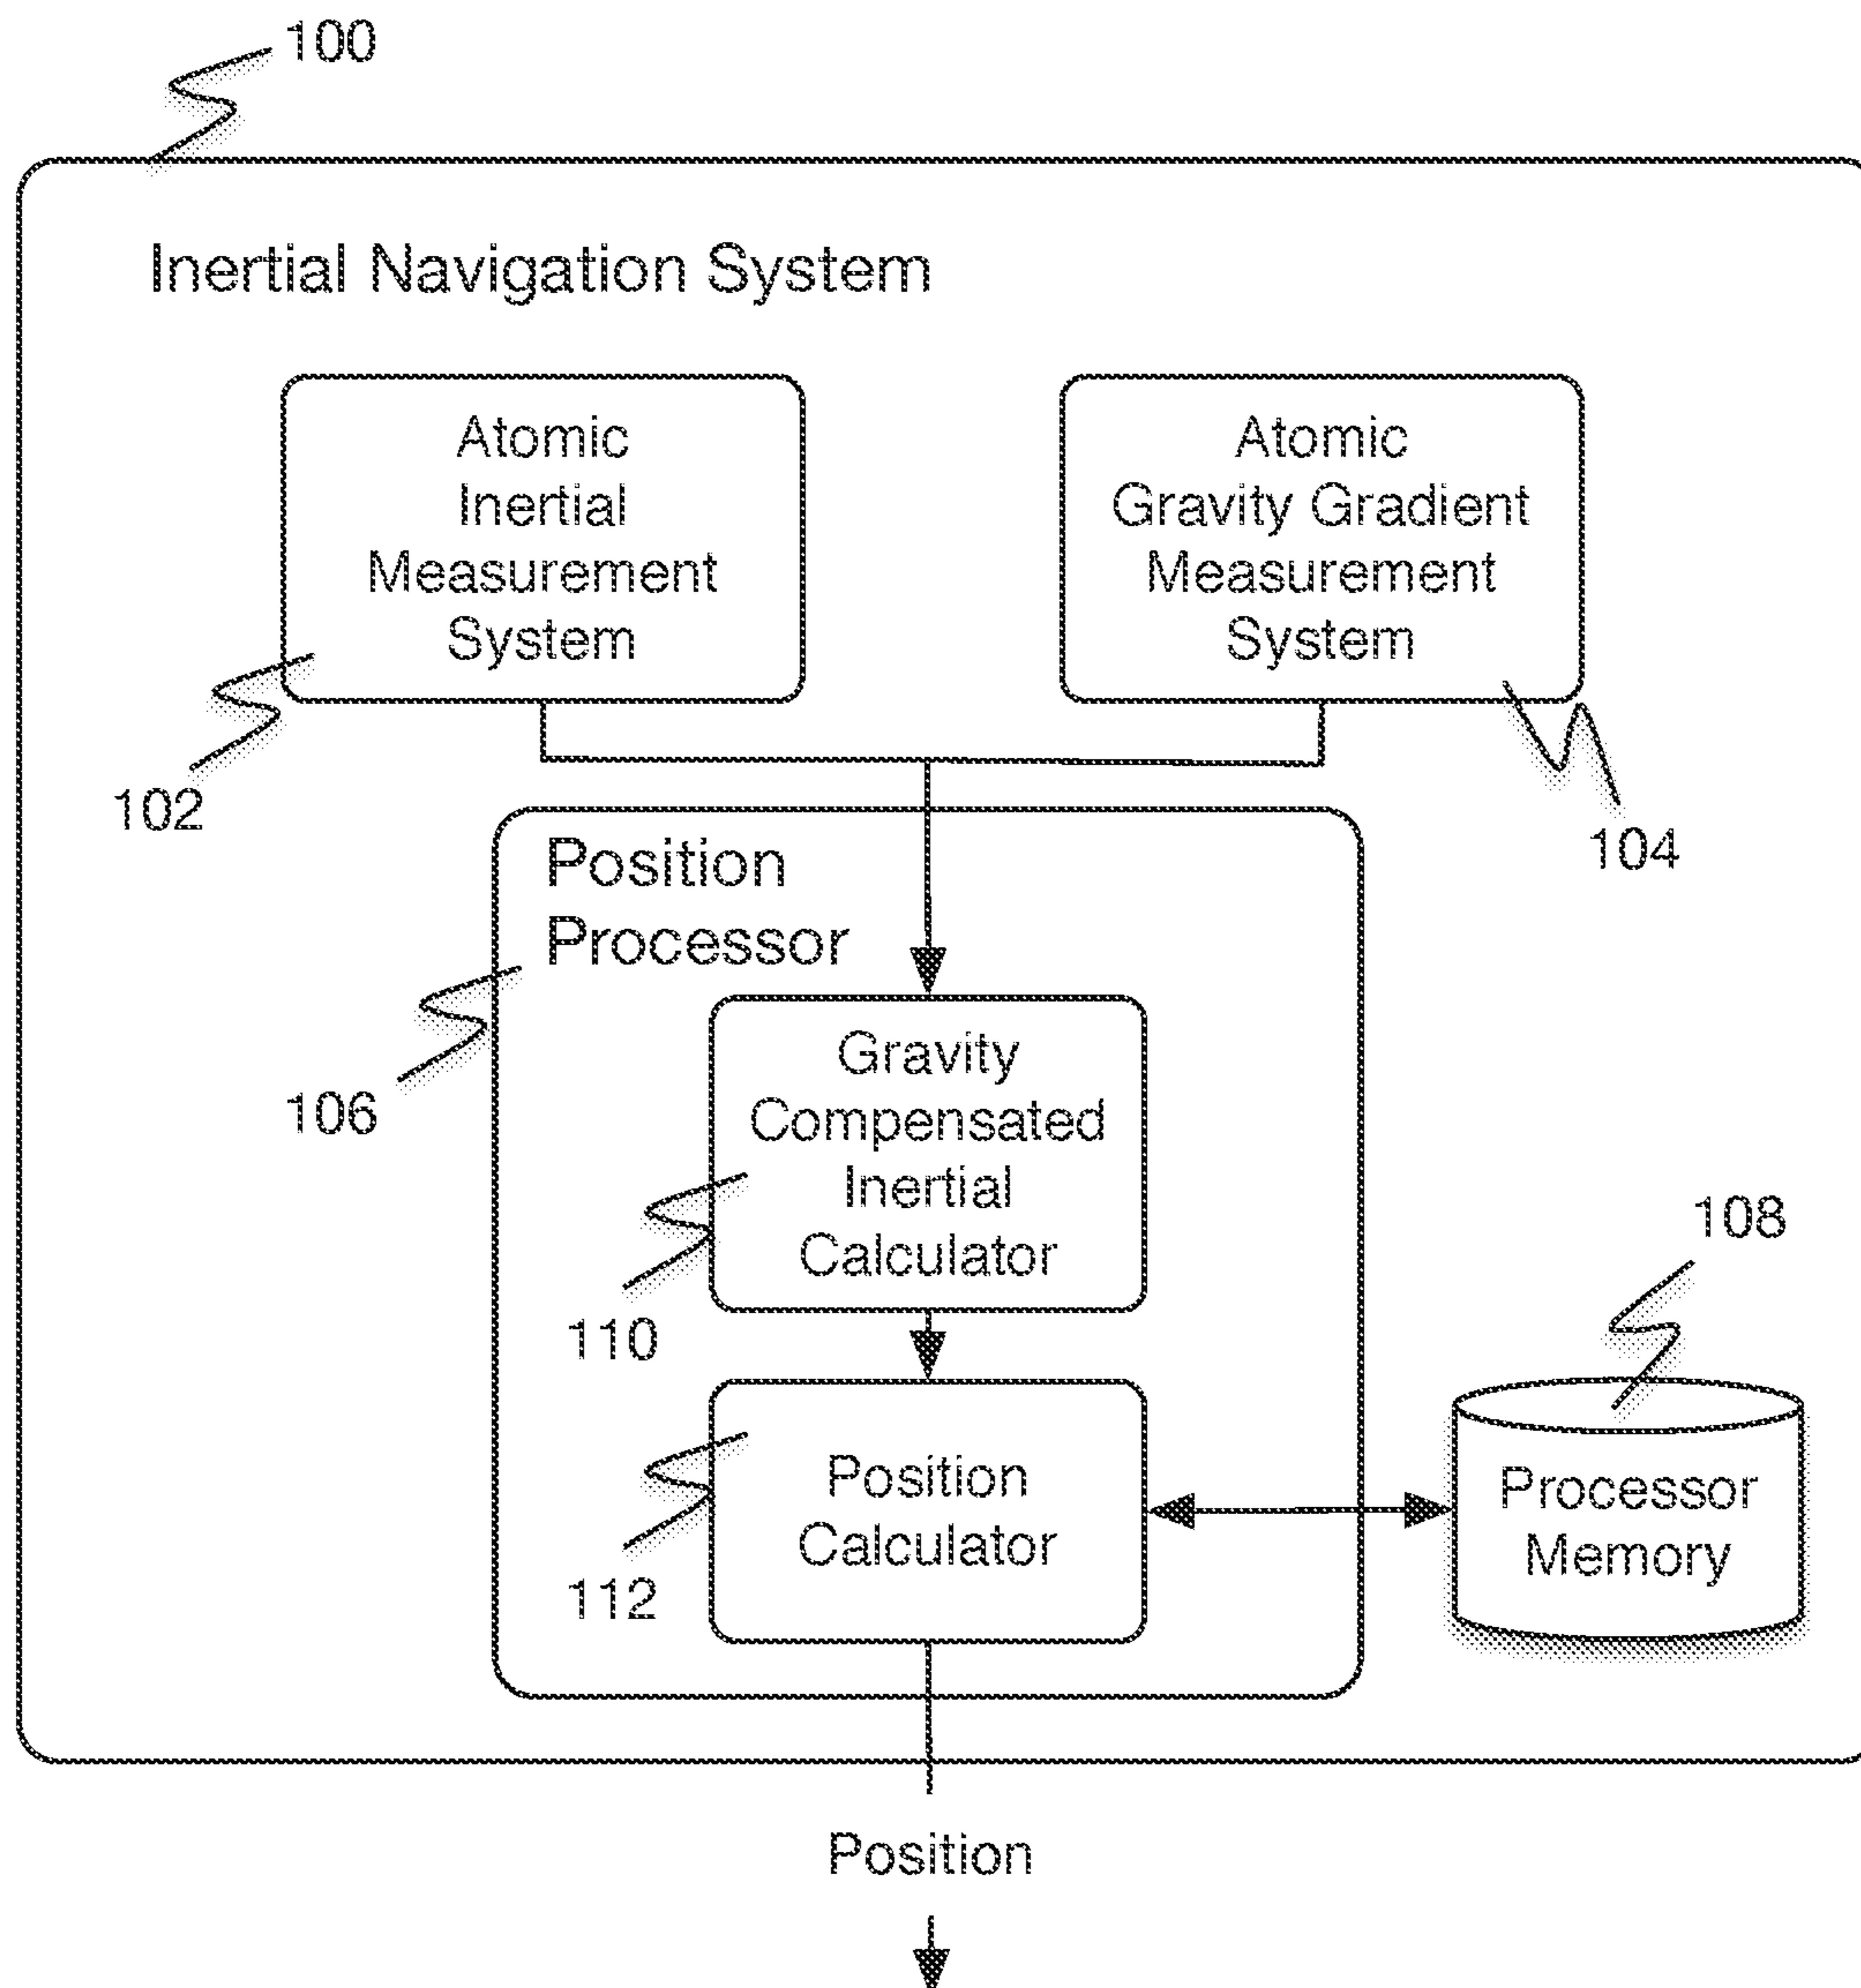 100
Inertial Navigation System
Atomic
Inertial
Measurement
System
Atomic
Gravity Gradient
Measurement
System
102
104
Position
Processor
106
Gravity
Compensated
Inertial
Calculator
110
108
Position
Calculator
112
Processor
Memory
Position